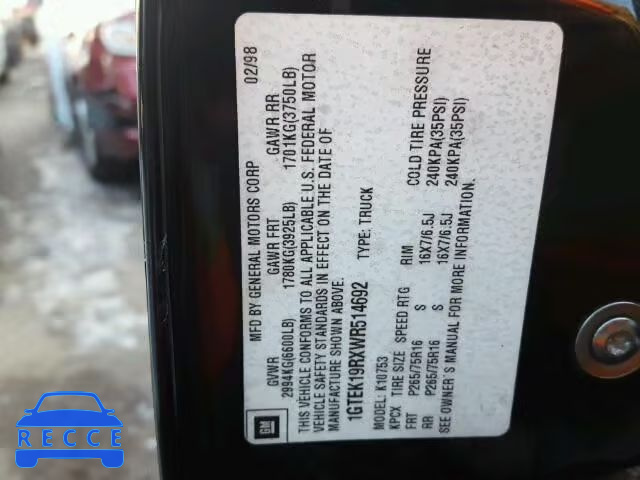 MFD BY GENERAL MOTORS CORP 02/98
GVWR GAWR FRT GAWR RR
2994KG(6600LB) 1780KG(3925LB) 1701KG(3750LB)
THIS VEHICLE CONFORMS TO ALL APPLICABLE U.S. FEDERAL MOTOR
VEHICLE SAFETY STANDARDS IN EFFECT ON THE DATE OF
MANUFACTURE SHOWN ABOVE.
1GTEK19RXWR514692 TYPE: TRUCK
MODEL: K10753
KPCX TIRE SIZE SPEED RTG RIM COLD TIRE PRESSURE
FRT P265/75R16 S 16X7/6.5J 240KPA(35PSI)
RR P265/75R16 S 16X7/6.5J 240KPA(35PSI)
SEE OWNER'S MANUAL FOR MORE INFORMATION.
GM
RECCE